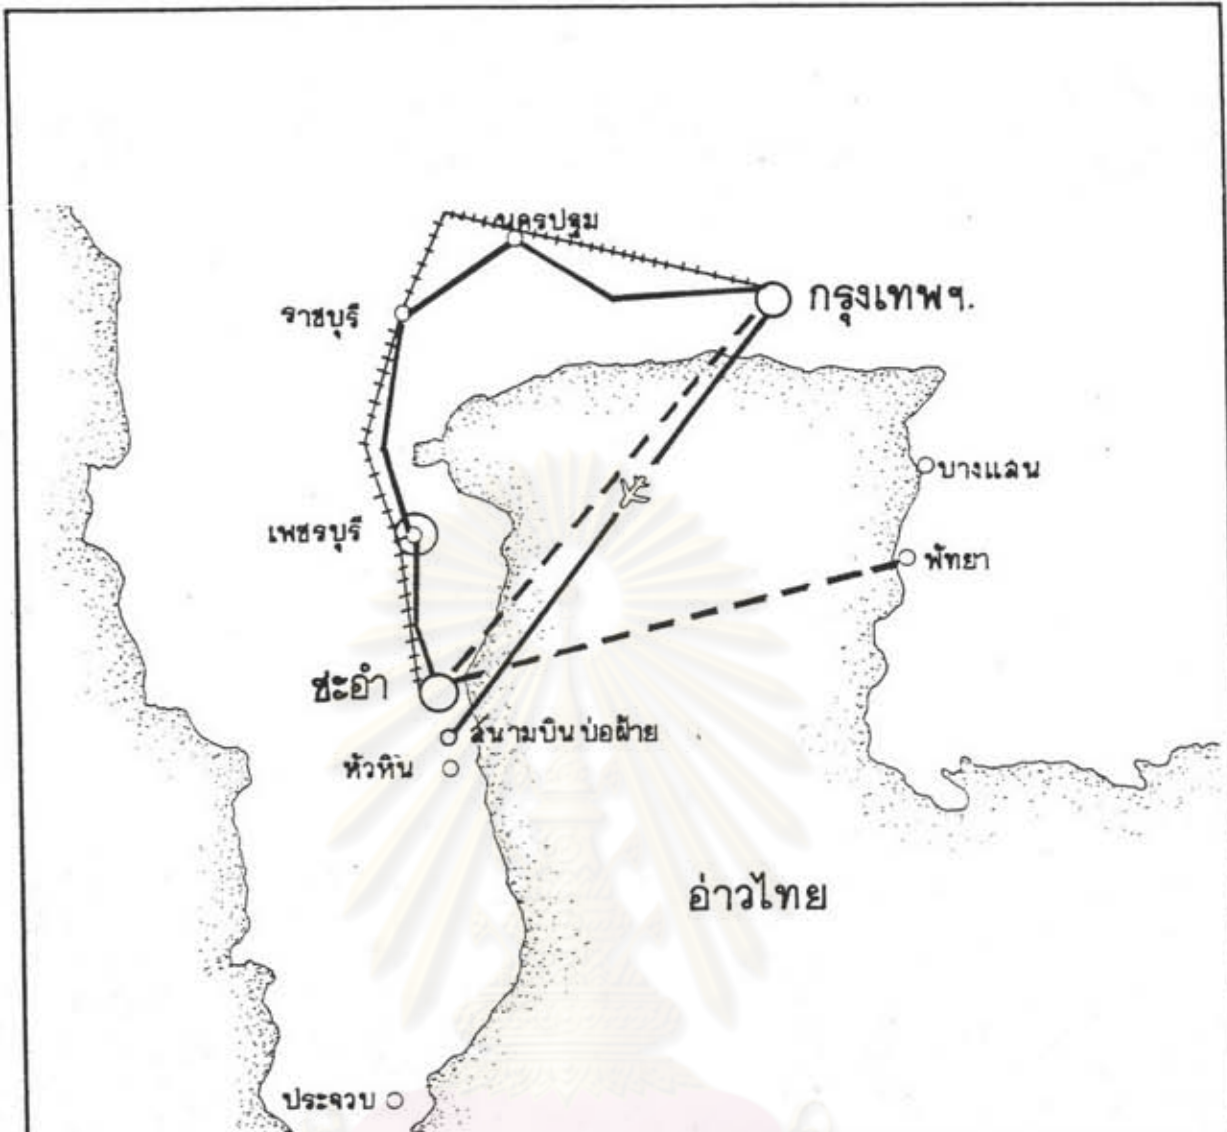 นครปฐม
กรุงเทพฯ.
ราชบุรี
บางแสน
เพชรบุรี
พัทยา
ชะอำ
สนามบินบ่อฝ้าย
หัวหิน
อ่าวไทย
ประจวบ